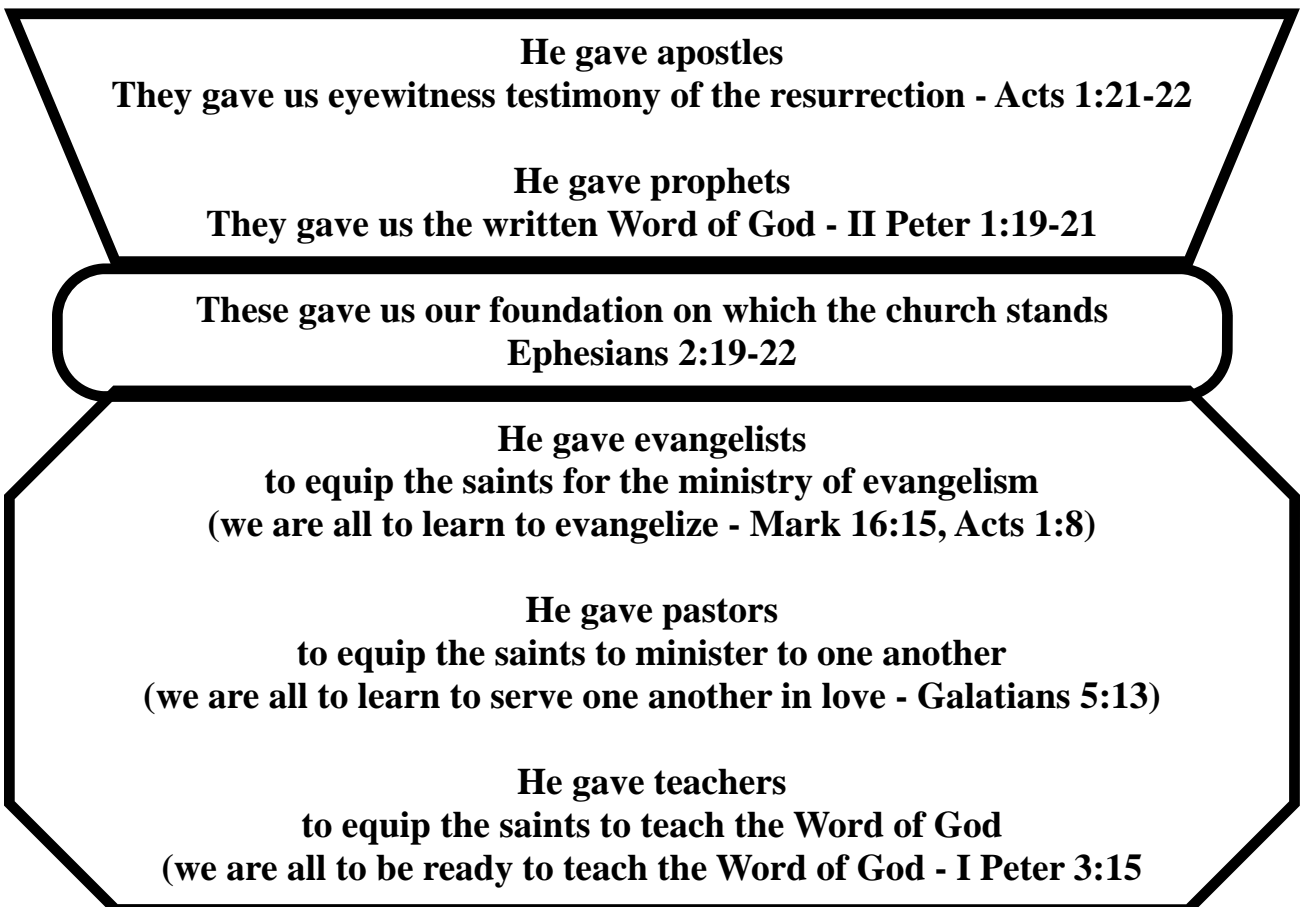 He gave apostles
They gave us eyewitness testimony of the resurrection - Acts 1:21-22
He gave prophets
They gave us the written Word of God - II Peter 1:19-21
These gave us our foundation on which the church stands
Ephesians 2:19-22
He gave evangelists
to equip the saints for the ministry of evangelism
(we are all to learn to evangelize - Mark 16:15, Acts 1:8)
He gave pastors
to equip the saints to minister to one another
(we are all to learn to serve one another in love - Galatians 5:13)
He gave teachers
to equip the saints to teach the Word of God
(we are all to be ready to teach the Word of God - I Peter 3:15